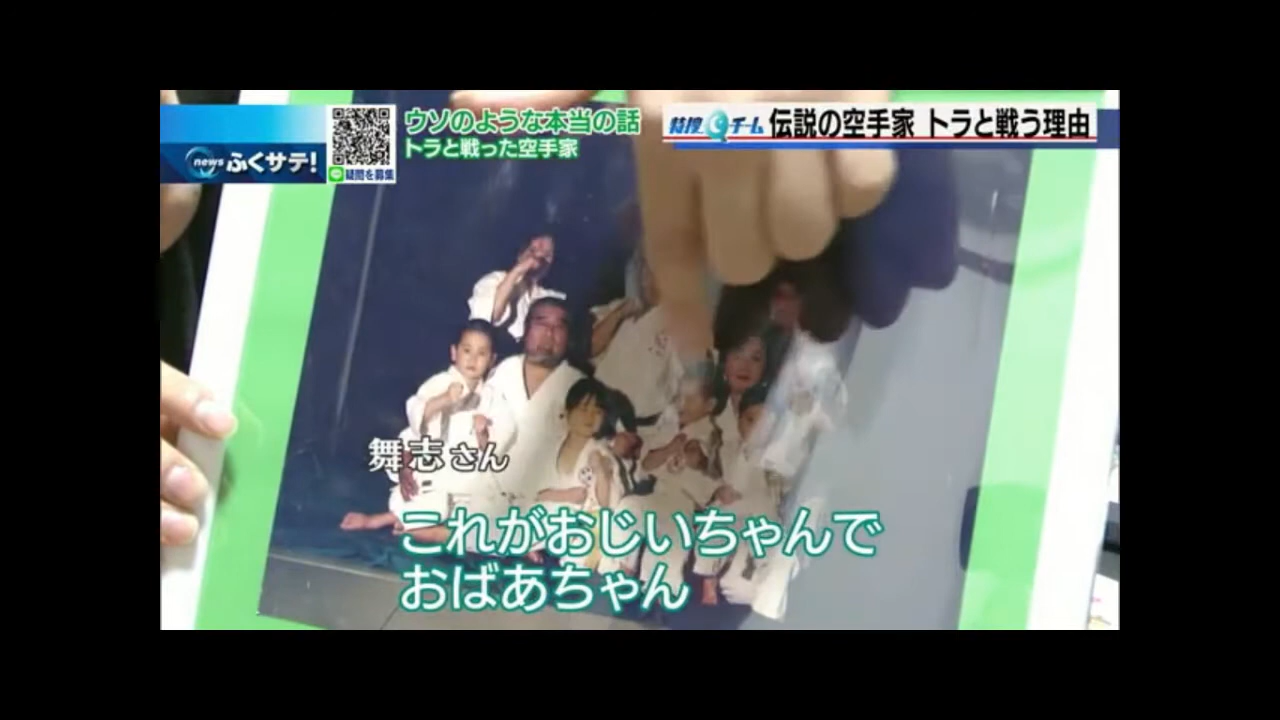 ウソのような本当の話
トラと戦った空手家
特捜Qチーム 伝説の空手家 トラと戦う理由
news ふくサテ!
疑問を募集
舞志さん
これがおじいちゃんで
おばあちゃん